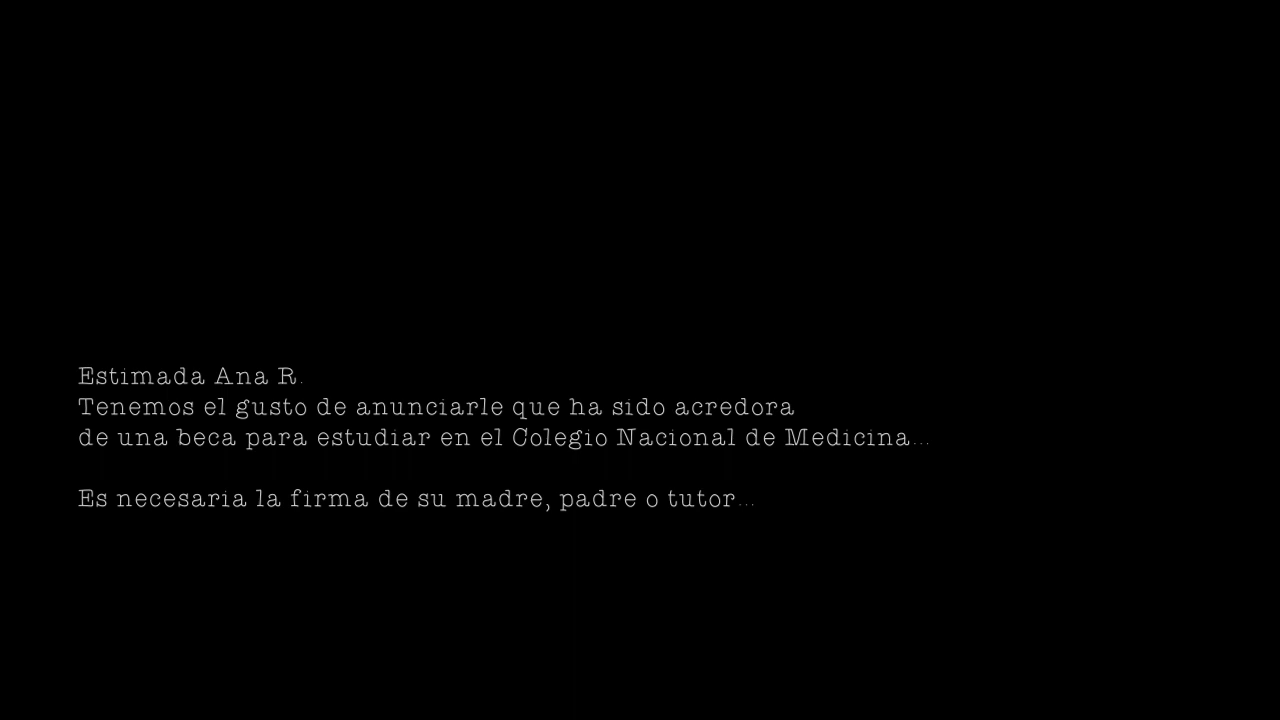 Estimada Ana R.
Tenemos el gusto de anunciarle que ha sido acredora
de una beca para estudiar en el Colegio Nacional de Medicina...
Es necesaria la firma de su madre, padre o tutor...